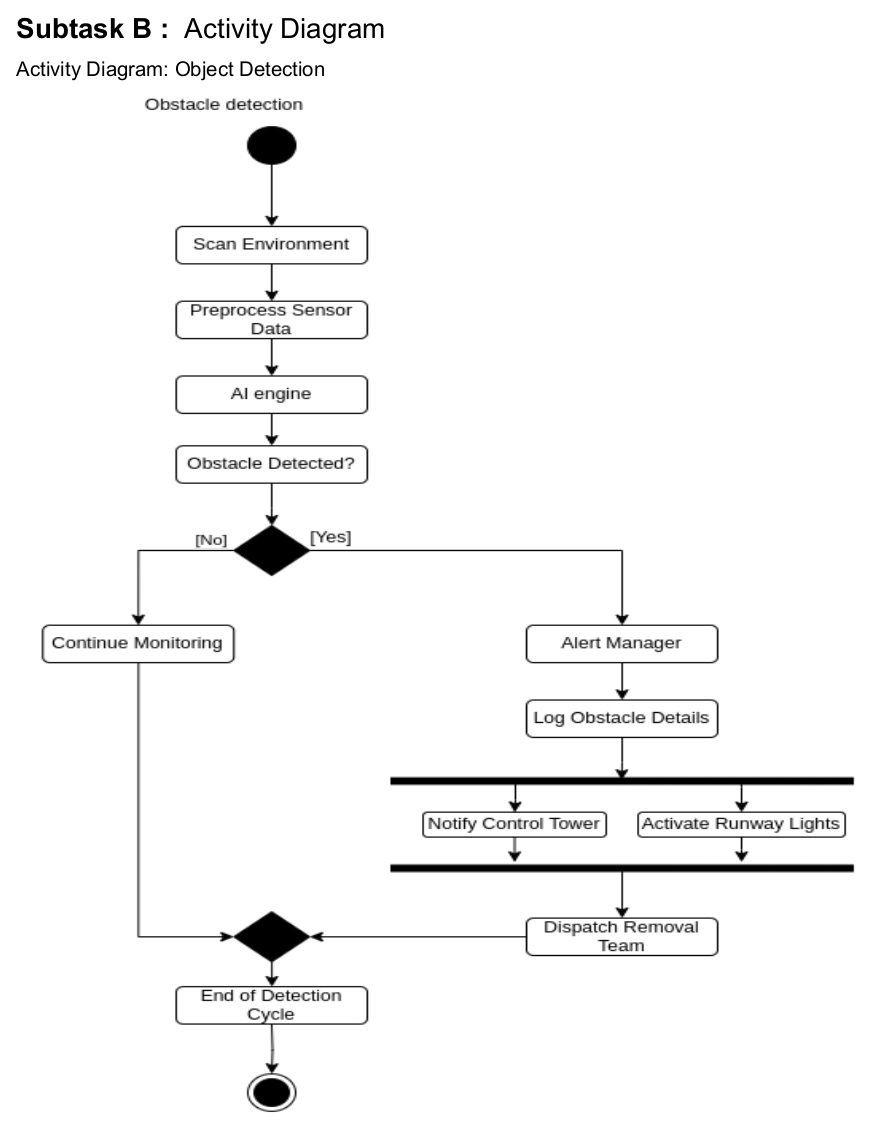 Subtask B : Activity Diagram
Activity Diagram: Object Detection
Obstacle detection
Scan Environment
Preprocess Sensor
Data
AI engine
Obstacle Detected?
[No]
[Yes]
Continue Monitoring
Alert Manager
Log Obstacle Details
Notify Control Tower
Activate Runway Lights
Dispatch Removal
Team
End of Detection
Cycle